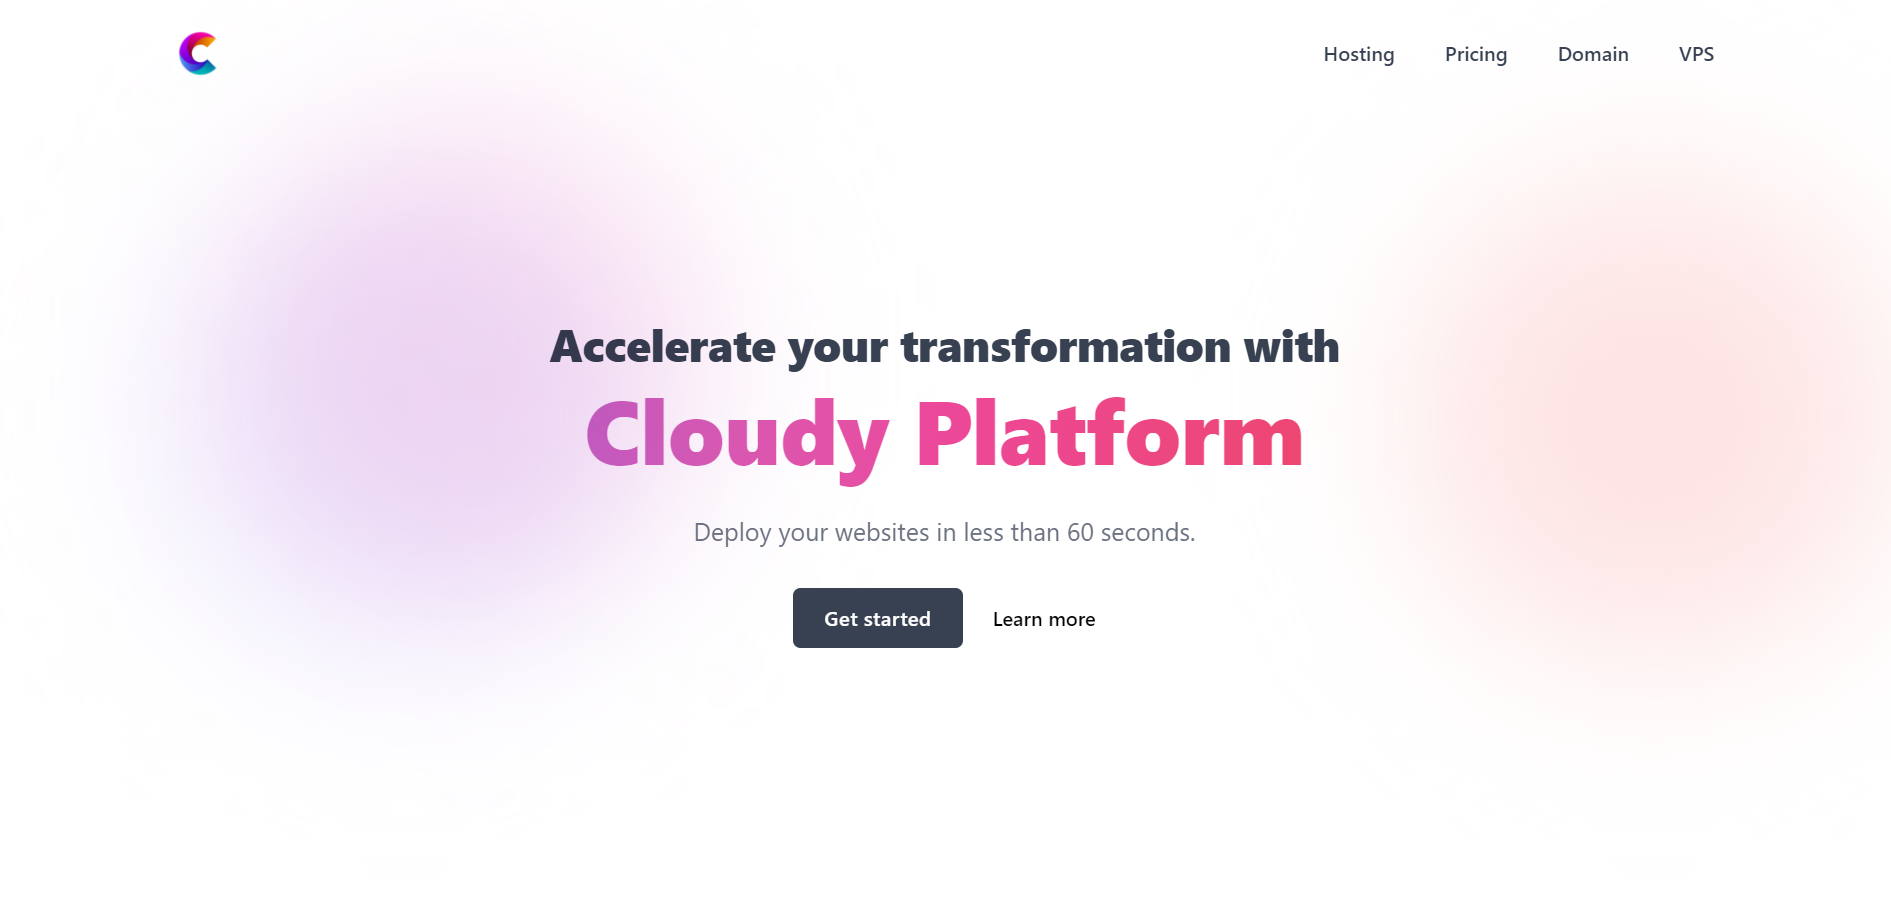 Hosting Pricing Domain VPS
Accelerate your transformation with
Cloudy Platform
Deploy your websites in less than 60 seconds.
Get started Learn more